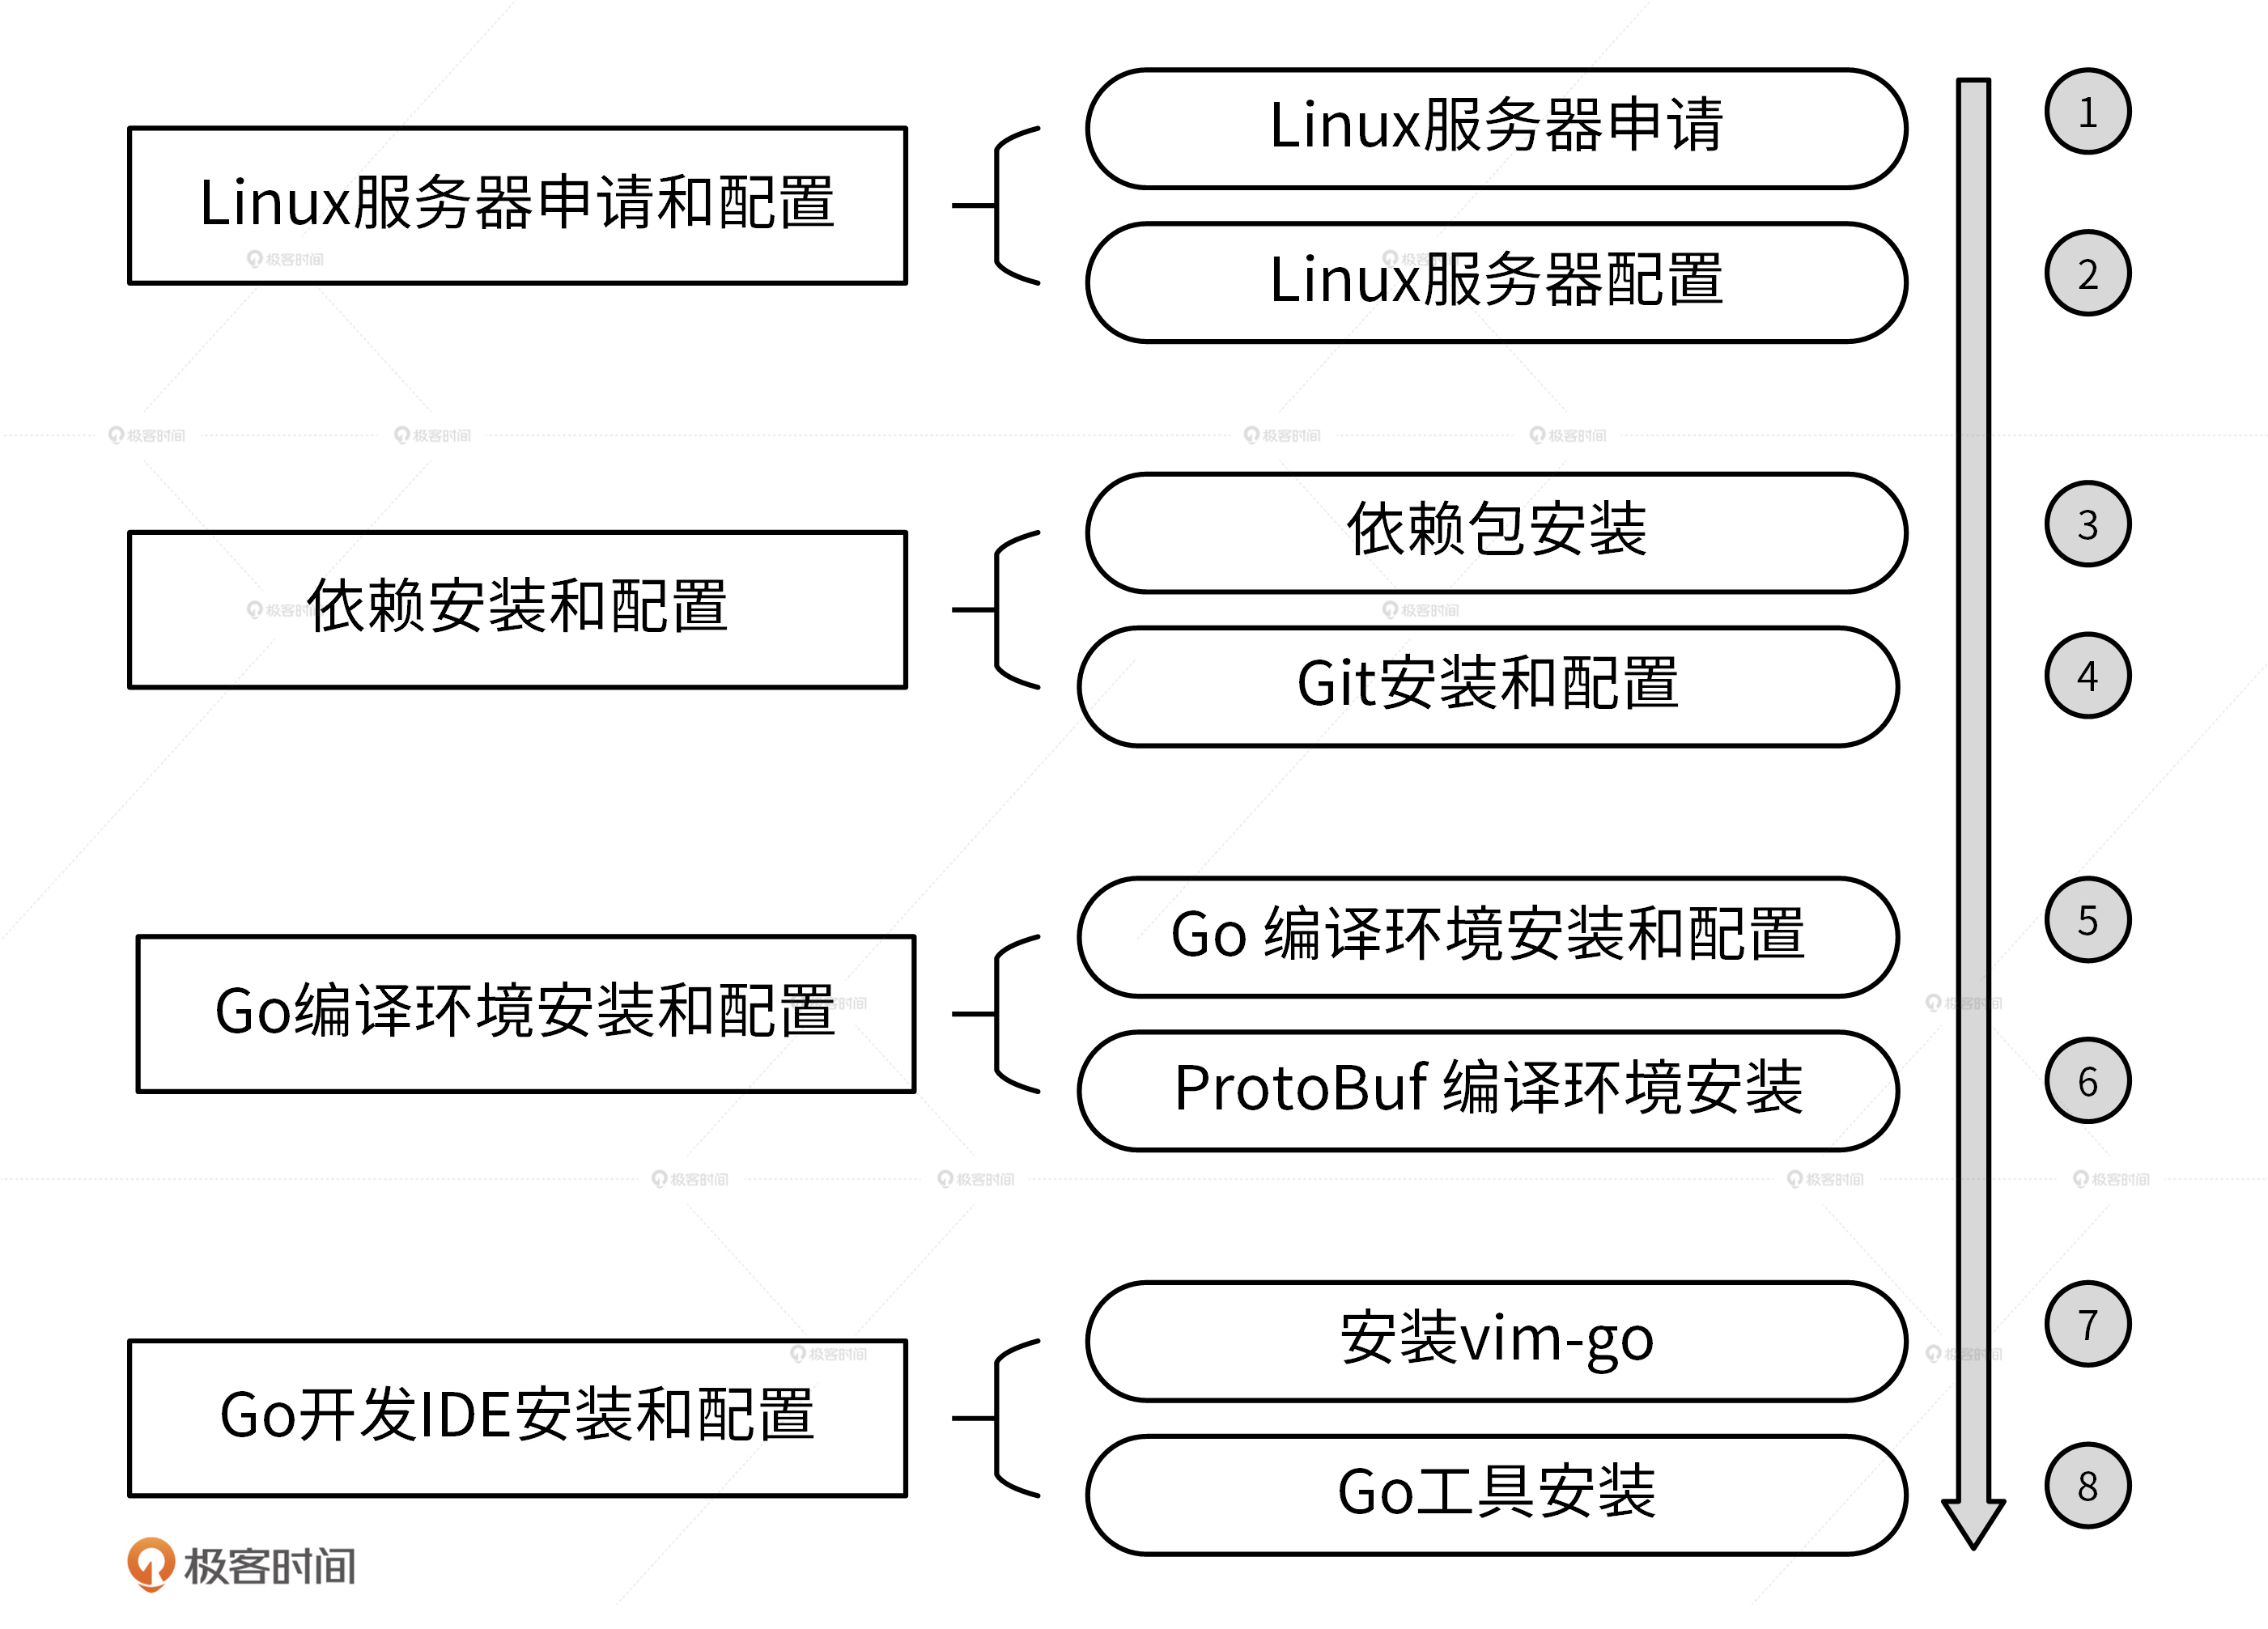 Linux服务器申请和配置
Linux服务器申请
1
Linux服务器配置
2
依赖安装和配置
依赖包安装
3
Git安装和配置
4
Go编译环境安装和配置
Go 编译环境安装和配置
5
ProtoBuf 编译环境安装
6
Go开发IDE安装和配置
安装vim-go
7
Go工具安装
8
极客时间